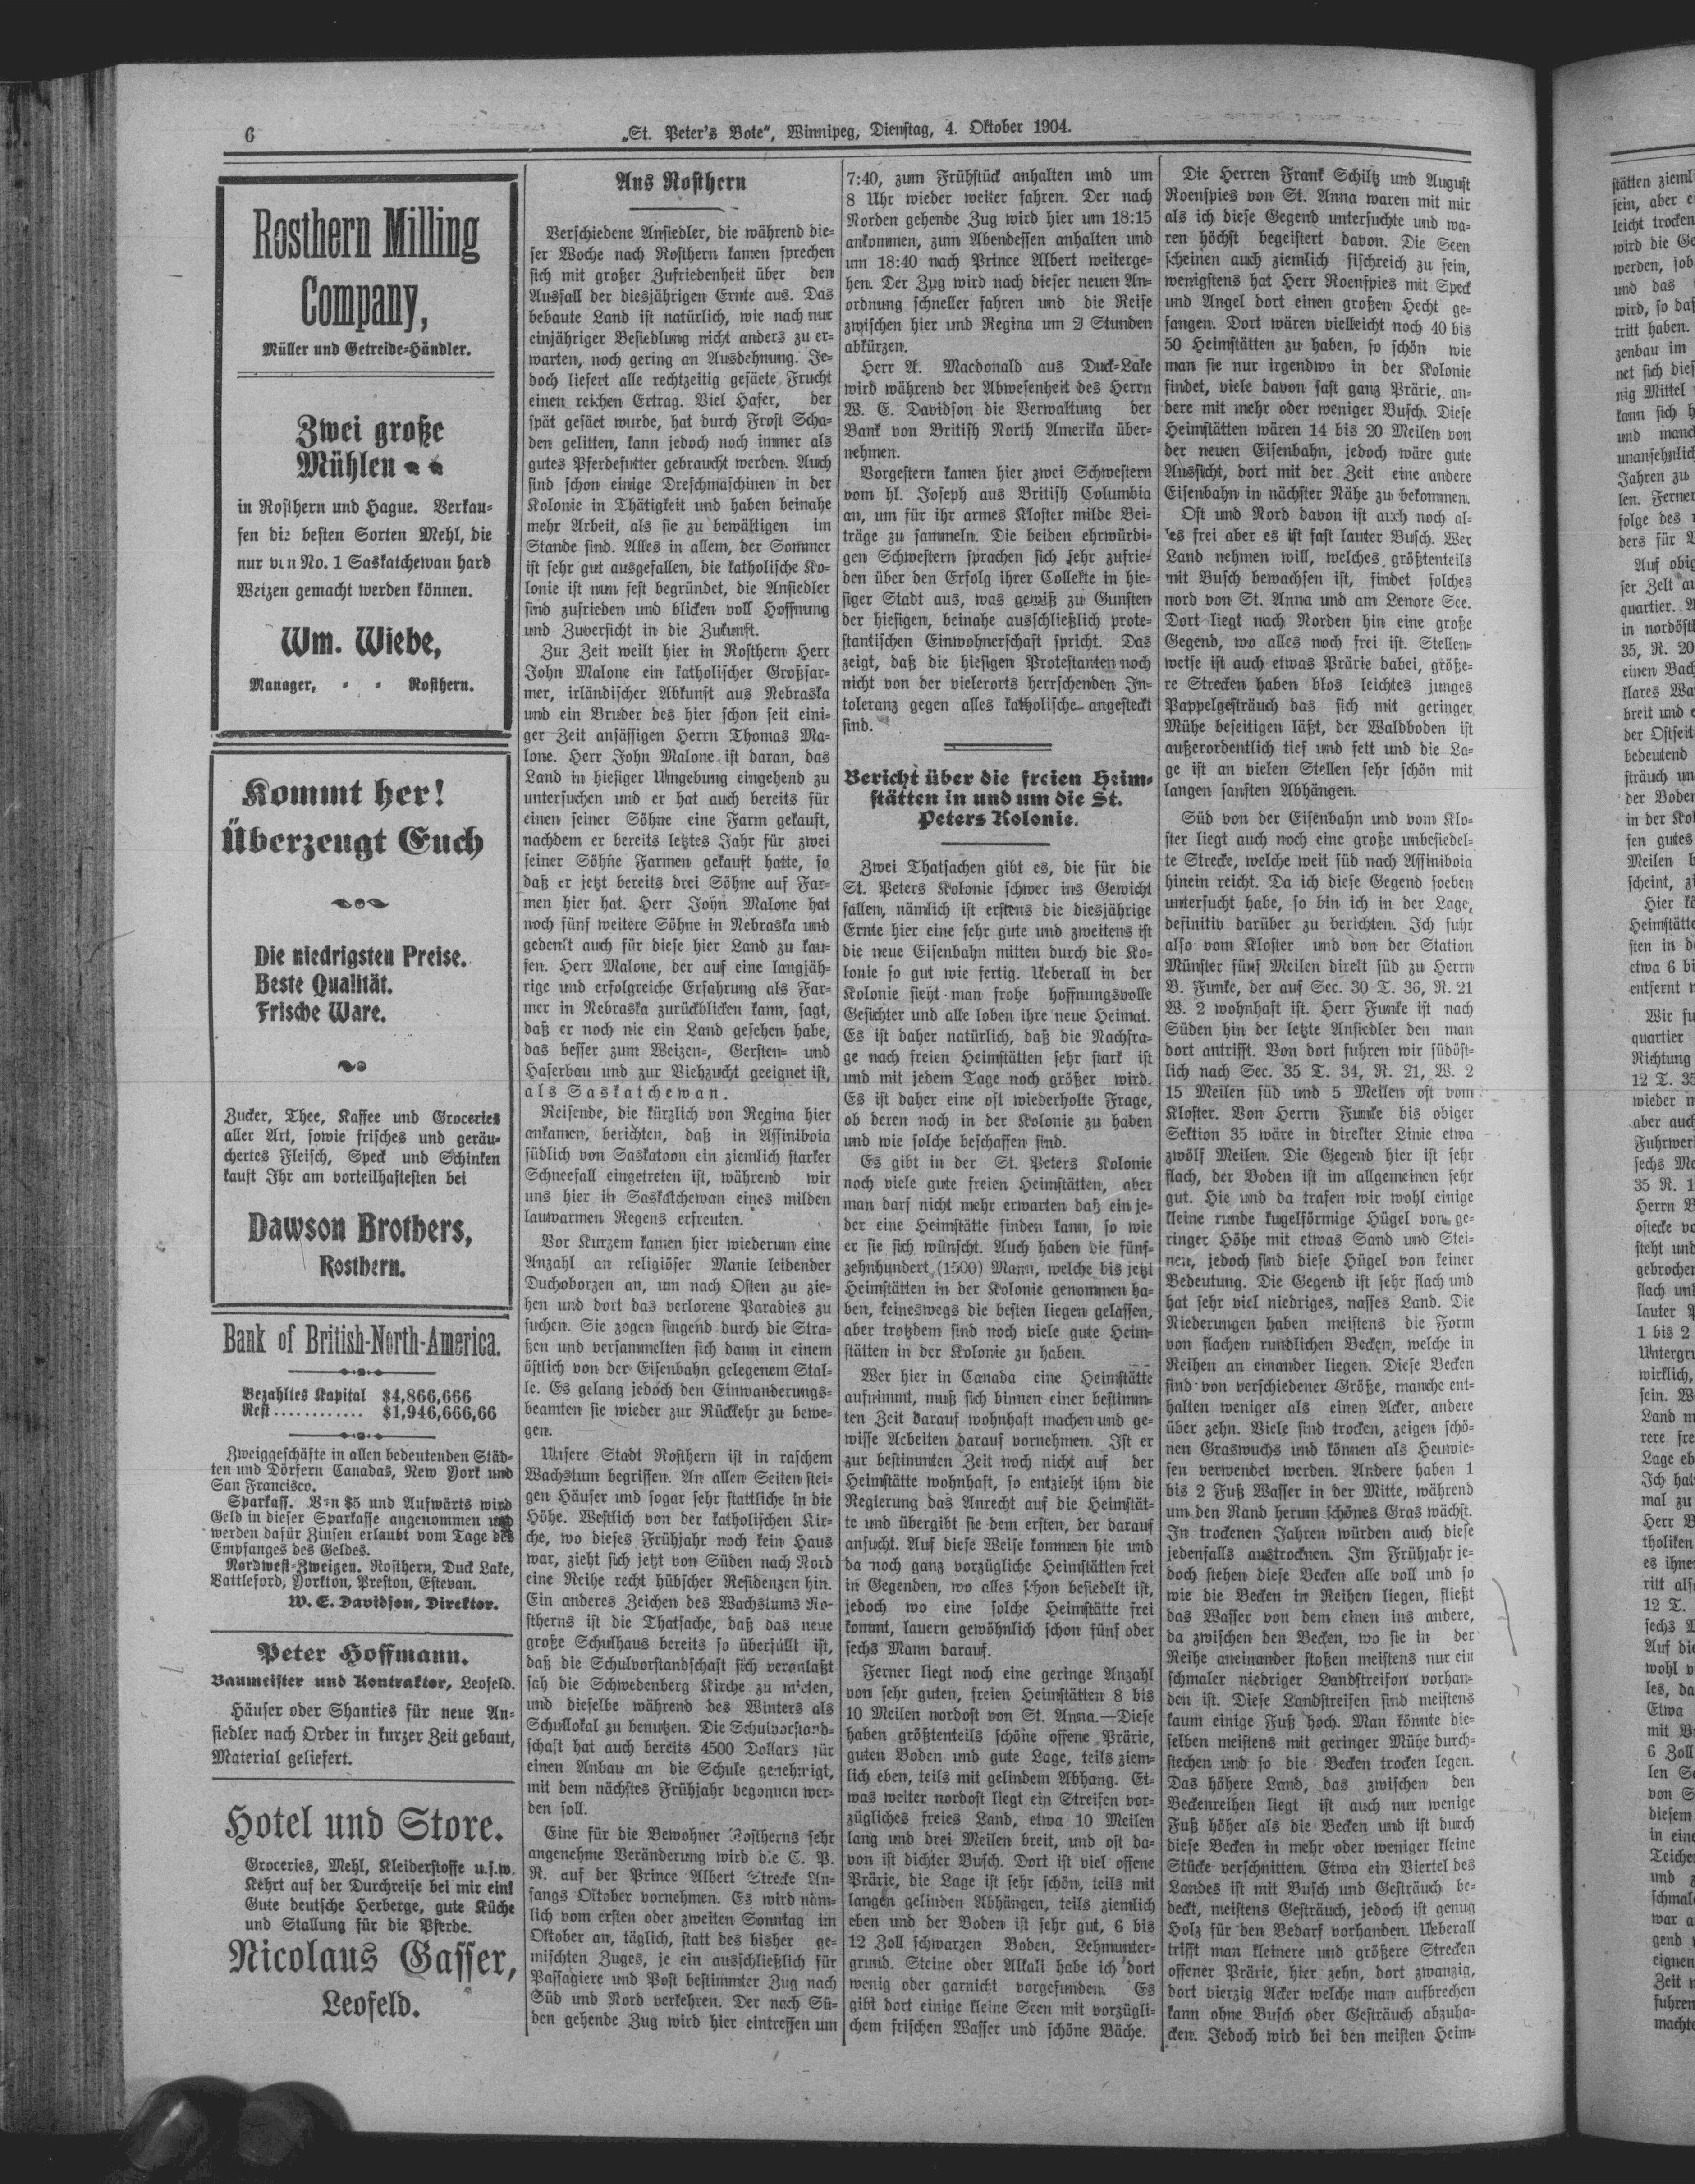 6
„St. Peter's Bote“, Winnipeg, Dienstag, 4. Oktober 1904.
Rosthern Milling
Company,
Müller und Getreide-Händler.
Zwei große
Mühlen
in Rosthern und Hague. Verkau-
fen die besten Sorten Mehl, die
nur von No. 1 Saskatchewan hard
Weizen gemacht werden können.
Wm. Wiebe,
Manager, - - Rosthern.
Kommt her!
Überzeugt Euch
Die niedrigsten Preise.
Beste Qualität.
Frische Ware.
Zucker, Thee, Kaffee und Groceries
aller Art, sowie frisches und geräu-
chertes Fleisch, Speck und Schinken
kauft Ihr am vorteilhaftesten bei
Dawson Brothers,
Rosthern.
Bank of British-North-America.
Bezahltes Kapital $4,866,666
Rest............ $1,946,666,66
Zweiggeschäfte in allen bedeutenden Städ-
ten und Dörfern Canadas, New York und
San Francisco.
Sparkass. Von $5 und Aufwärts wird
Geld in dieser Sparkasse angenommen und
werden dafür Zinsen erlaubt vom Tage des
Empfanges des Geldes.
Nordwest-Zweigen. Rosthern, Duck Lake,
Battleford, Yorkton, Preston, Estevan.
W. E. Davidson, Direktor.
Peter Hoffmann.
Baumeister und Kontraktor, Leofeld.
Häuser oder Shanties für neue An-
siedler nach Order in kurzer Zeit gebaut,
Material geliefert.
Hotel und Store.
Groceries, Mehl, Kleiderstoffe u.s.w.
Kehrt auf der Durchreise bei mir ein!
Gute deutsche Herberge, gute Küche
und Stallung für die Pferde.
Nicolaus Gasser,
Leofeld.
Aus Rosthern
Verschiedene Ansiedler, die während die-
ser Woche nach Rosthern kamen sprechen
sich mit großer Zufriedenheit über den
Ausfall der diesjährigen Ernte aus. Das
bebaute Land ist natürlich, wie nach nur
einjähriger Besiedlung nicht anders zu er-
warten, noch gering an Ausdehnung. Je-
doch liefert alle rechtzeitig gesäete Frucht
einen reichen Ertrag. Viel Hafer, der
spät gesäet wurde, hat durch Frost Scha-
den gelitten, kann jedoch noch immer als
gutes Pferdefutter gebraucht werden. Auch
sind schon einige Dreschmaschinen in der
Kolonie in Thätigkeit und haben beinahe
mehr Arbeit, als sie zu bewältigen im
Stande sind. Alles in allem, der Sommer
ist sehr gut ausgefallen, die katholische Ko-
lonie ist nun fest begründet, die Ansiedler
sind zufrieden und blicken voll Hoffnung
und Zuversicht in die Zukunft.
Zur Zeit weilt hier in Rosthern Herr
John Malone ein katholischer Großfar-
mer, irländischer Abkunft aus Nebraska
und ein Bruder des hier schon seit eini-
ger Zeit ansässigen Herrn Thomas Ma-
lone. Herr John Malone ist daran, das
Land in hiesiger Umgebung eingehend zu
untersuchen und er hat auch bereits für
einen seiner Söhne eine Farm gekauft,
nachdem er bereits letztes Jahr für zwei
seiner Söhne Farmen gekauft hatte, so
daß er jetzt bereits drei Söhne auf Far-
men hier hat. Herr John Malone hat
noch fünf weitere Söhne in Nebraska und
gedenkt auch für diese hier Land zu kau-
fen. Herr Malone, der auf eine langjäh-
rige und erfolgreiche Erfahrung als Far-
mer in Nebraska zurückblicken kann, sagt,
daß er noch nie ein Land gesehen habe,
das besser zum Weizen-, Gersten- und
Haferbau und zur Viehzucht geeignet ist,
als Saskatchewan.
Reisende, die kürzlich von Regina hier
ankamen, berichten, daß in Assiniboia
südlich von Saskatoon ein ziemlich starker
Schneefall eingetreten ist, während wir
uns hier in Saskatchewan eines milden
lauwarmen Regens erfreuten.
Vor Kurzem kamen hier wiederum eine
Anzahl an religiöser Manie leidender
Duchoborzen an, um nach Osten zu zie-
hen und dort das verlorene Paradies zu
suchen. Sie zogen singend durch die Stra-
ßen und versammelten sich dann in einem
östlich von der Eisenbahn gelegenem Stal-
le. Es gelang jedoch den Einwanderungs-
beamten sie wieder zur Rückkehr zu bewe-
gen.
Unsere Stadt Rosthern ist in raschem
Wachstum begriffen. An allen Seiten stei-
gen Häuser und sogar sehr stattliche in die
Höhe. Westlich von der katholischen Kir-
che, wo dieses Frühjahr noch kein Haus
war, zieht sich jetzt von Süden nach Nord
eine Reihe recht hübscher Residenzen hin.
Ein anderes Zeichen des Wachstums Ro-
stherns ist die Thatsache, daß das neue
große Schulhaus bereits so überfüllt ist,
daß die Schulvorstandschaft sich veranlaßt
sah die Schwedenberg Kirche zu mieten,
und dieselbe während des Winters als
Schullokal zu benutzen. Die Schulvorstand-
schaft hat auch bereits 4500 Dollars für
einen Anbau an die Schule genehmigt,
mit dem nächstes Frühjahr begonnen wer-
den soll.
Eine für die Bewohner Rostherns sehr
angenehme Veränderung wird die C. P.
R. auf der Prince Albert Strecke An-
fangs Oktober vornehmen. Es wird näm-
lich vom ersten oder zweiten Sonntag im
Oktober an, täglich, statt des bisher ge-
mischten Zuges, je ein ausschließlich für
Passagiere und Post bestimmter Zug nach
Süd und Nord verkehren. Der nach Sü-
den gehende Zug wird hier eintreffen um
7:40, zum Frühstück anhalten und um
8 Uhr wieder weiter fahren. Der nach
Norden gehende Zug wird hier um 18:15
ankommen, zum Abendessen anhalten und
um 18:40 nach Prince Albert weiterge-
hen. Der Zug wird nach dieser neuen An-
ordnung schneller fahren und die Reise
zwischen hier und Regina um 2 Stunden
abkürzen.
Herr A. Macdonald aus Duck-Lake
wird während der Abwesenheit des Herrn
W. E. Davidson die Verwaltung der
Bank von British North Amerika über-
nehmen.
Vorgestern kamen hier zwei Schwestern
vom hl. Joseph aus British Columbia
an, um für ihr armes Kloster milde Bei-
träge zu sammeln. Die beiden ehrwürdi-
gen Schwestern sprachen sich sehr zufrie-
den über den Erfolg ihrer Collekte in hie-
siger Stadt aus, was gewiß zu Gunsten
der hiesigen, beinahe ausschließlich prote-
stantischen Einwohnerschaft spricht. Das
zeigt, daß die hiesigen Protestanten noch
nicht von der vielerorts herrschenden In-
toleranz gegen alles katholische angesteckt
sind.
Bericht über die freien Heim-
stätten in und um die St.
Peters Kolonie.
Zwei Thatsachen gibt es, die für die
St. Peters Kolonie schwer ins Gewicht
fallen, nämlich ist erstens die diesjährige
Ernte hier eine sehr gute und zweitens ist
die neue Eisenbahn mitten durch die Ko-
lonie so gut wie fertig. Ueberall in der
Kolonie sieht man frohe hoffnungsvolle
Gesichter und alle loben ihre neue Heimat.
Es ist daher natürlich, daß die Nachfra-
ge nach freien Heimstätten sehr stark ist
und mit jedem Tage noch größer wird.
Es ist daher eine oft wiederholte Frage,
ob deren noch in der Kolonie zu haben
und wie solche beschaffen sind.
Es gibt in der St. Peters Kolonie
noch viele gute freien Heimstätten, aber
man darf nicht mehr erwarten daß ein je-
der eine Heimstätte finden kann, so wie
er sie sich wünscht. Auch haben die fünf-
zehnhundert (1500) Mann, welche bis jetzt
Heimstätten in der Kolonie genommen ha-
ben, keineswegs die besten liegen gelassen,
aber trotzdem sind noch viele gute Heim-
stätten in der Kolonie zu haben.
Wer hier in Canada eine Heimstätte
aufnimmt, muß sich binnen einer bestimm-
ten Zeit darauf wohnhaft machen und ge-
wisse Arbeiten darauf vornehmen. Ist er
zur bestimmten Zeit noch nicht auf der
Heimstätte wohnhaft, so entzieht ihm die
Regierung das Anrecht auf die Heimstät-
te und übergibt sie dem ersten, der darauf
ansucht. Auf diese Weise kommen hie und
da noch ganz vorzügliche Heimstätten frei
in Gegenden, wo alles schon besiedelt ist,
jedoch wo eine solche Heimstätte frei
kommt, lauern gewöhnlich schon fünf oder
sechs Mann darauf.
Ferner liegt noch eine geringe Anzahl
von sehr guten, freien Heimstätten 8 bis
10 Meilen nordost von St. Anna.—Diese
haben größtenteils schöne offene Prärie,
guten Boden und gute Lage, teils ziem-
lich eben, teils mit gelindem Abhang. Et-
was weiter nordost liegt ein Streifen vor-
zügliches freies Land, etwa 10 Meilen
lang und drei Meilen breit, und ost da-
von ist dichter Busch. Dort ist viel offene
Prärie, die Lage ist sehr schön, teils mit
langen gelinden Abhängen, teils ziemlich
eben und der Boden ist sehr gut, 6 bis
12 Zoll schwarzen Boden, Lehmunter-
grund. Steine oder Alkali habe ich dort
wenig oder garnicht vorgefunden. Es
gibt dort einige kleine Seen mit vorzügli-
chem frischen Wasser und schöne Bäche.
Die Herren Frank Schiltz und August
Roenspies von St. Anna waren mit mir
als ich diese Gegend untersuchte und wa-
ren höchst begeistert davon. Die Seen
scheinen auch ziemlich fischreich zu sein,
wenigstens hat Herr Roenspies mit Speck
und Angel dort einen großen Hecht ge-
fangen. Dort wären vielleicht noch 40 bis
50 Heimstätten zu haben, so schön wie
man sie nur irgendwo in der Kolonie
findet, viele davon fast ganz Prärie, an-
dere mit mehr oder weniger Busch. Diese
Heimstätten wären 14 bis 20 Meilen von
der neuen Eisenbahn, jedoch wäre gute
Aussicht, dort mit der Zeit eine andere
Eisenbahn in nächster Nähe zu bekommen.
Ost und Nord davon ist auch noch al-
les frei aber es ist fast lauter Busch. Wer
Land nehmen will, welches größtenteils
mit Busch bewachsen ist, findet solches
nord von St. Anna und am Lenore See.
Dort liegt nach Norden hin eine große
Gegend, wo alles noch frei ist. Stellen-
weise ist auch etwas Prärie dabei, größe-
re Strecken haben blos leichtes junges
Pappelgesträuch das sich mit geringer
Mühe beseitigen läßt, der Waldboden ist
außerordentlich tief und fett und die La-
ge ist an vielen Stellen sehr schön mit
langen sanften Abhängen.
Süd von der Eisenbahn und vom Klo-
ster liegt auch noch eine große unbesiedel-
te Strecke, welche weit süd nach Assiniboia
hinein reicht. Da ich diese Gegend soeben
untersucht habe, so bin ich in der Lage,
definitiv darüber zu berichten. Ich fuhr
also vom Kloster und von der Station
Münster fünf Meilen direkt süd zu Herrn
B. Funke, der auf Sec. 30 T. 36, R. 21
W. 2 wohnhaft ist. Herr Funke ist nach
Süden hin der letzte Ansiedler den man
dort antrifft. Von dort fuhren wir südöst-
lich nach Sec. 35 T. 34, R. 21, W. 2
15 Meilen süd und 5 Meilen ost vom
Kloster. Von Herrn Funke bis obiger
Sektion 35 wäre in direkter Linie etwa
zwölf Meilen. Die Gegend hier ist sehr
flach, der Boden ist im allgemeinen sehr
gut. Hie und da trafen wir wohl einige
kleine runde kugelförmige Hügel von ge-
ringer Höhe mit etwas Sand und Stei-
nen, jedoch sind diese Hügel von keiner
Bedeutung. Die Gegend ist sehr flach und
hat sehr viel niedriges, nasses Land. Die
Niederungen haben meistens die Form
von flachen rundlichen Becken, welche in
Reihen an einander liegen. Diese Becken
sind von verschiedener Größe, manche ent-
halten weniger als einen Acker, andere
über zehn. Viele sind trocken, zeigen schö-
nen Graswuchs und können als Heuwie-
sen verwendet werden. Andere haben 1
bis 2 Fuß Wasser in der Mitte, während
um den Rand herum schönes Gras wächst.
In trockenen Jahren würden auch diese
jedenfalls austrocknen. Im Frühjahr je-
doch stehen diese Becken alle voll und so
wie die Becken in Reihen liegen, fließt
das Wasser von dem einen ins andere,
da zwischen den Becken, wo sie in der
Reihe aneinander stoßen meistens nur ein
schmaler niedriger Landstreifon vorhan-
den ist. Diese Landstreifen sind meistens
kaum einige Fuß hoch. Man könnte die-
selben meistens mit geringer Mühe durch-
stechen und so die Becken trocken legen.
Das höhere Land, das zwischen den
Beckenreihen liegt ist auch nur wenige
Fuß höher als die Becken und ist durch
diese Becken in mehr oder weniger kleine
Stücke verschnitten. Etwa ein Viertel des
Landes ist mit Busch und Gesträuch be-
deckt, meistens Gesträuch, jedoch ist genug
Holz für den Bedarf vorhanden. Ueberall
trifft man kleinere und größere Strecken
offener Prärie, hier zehn, dort zwanzig,
dort vierzig Acker welche man aufbrechen
kann ohne Busch oder Gesträuch abzuha-
cken. Jedoch wird bei den meisten Heim-